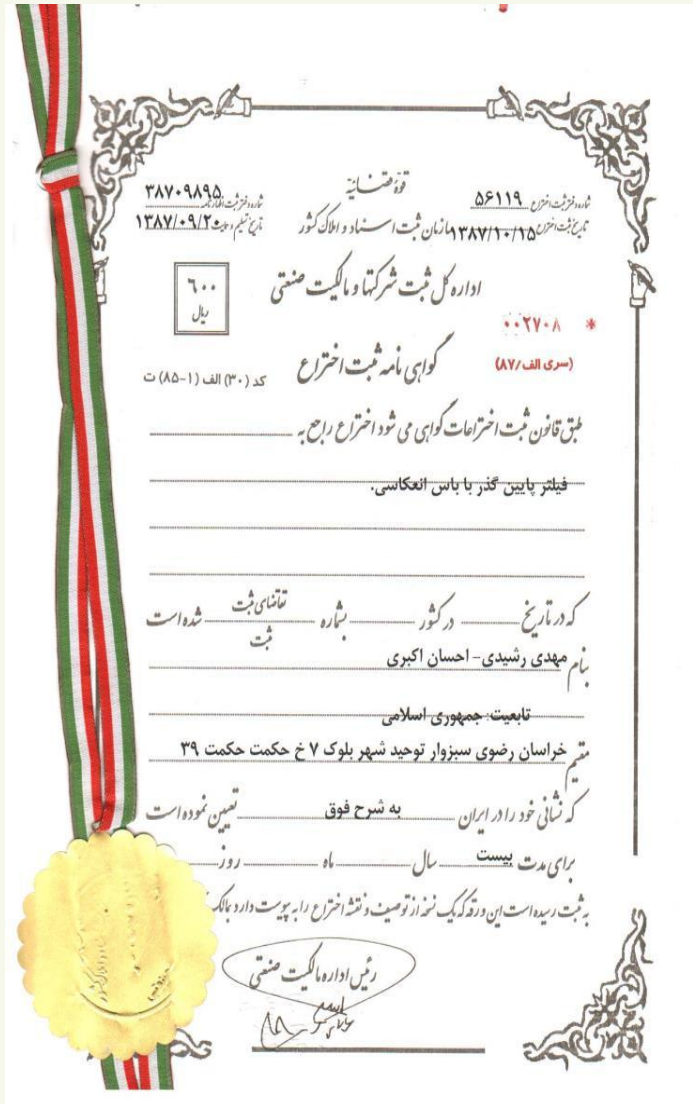 قوهٔ قضائیه
شماره دفتر ثبت اختراع ۵۶۱۱۹
تاریخ ثبت اختراع ۱۳۸۷/۱۰/۱۵
سازمان ثبت اسناد و املاک کشور
شماره دفتر ثبت اظهارنامه ۳۸۷۰۹۸۹۵
تاریخ تسلیم ۱۳۸۷/۰۹/۲۰
اداره کل ثبت شرکتها و مالکیت صنعتی
۶۰۰
ریال
* ۰۰۲۷۰۸
(سری الف/۸۷)
گواهی نامه ثبت اختراع
کد (۳۰) الف (۱-۸۵) ت
طبق قانون ثبت اختراعات گواهی می شود اختراع راجع به
فیلتر پایین گذر با باس انعکاسی.
که در تاریخ در کشور بشماره تقاضای ثبت شده است
ثبت
بنام مهدی رشیدی- احسان اکبری
تابعیت: جمهوری اسلامی
مقیم خراسان رضوی سبزوار توحید شهر بلوک ۷ خ حکمت حکمت ۳۹
که نشانی خود را در ایران به شرح فوق تعیین نموده است
برای مدت بیست سال ماه روز
به ثبت رسیده است این ورقه که یک نسخه از توصیف و نقشه اختراع را به پیوست دارد بمالک
رئیس اداره مالکیت صنعتی